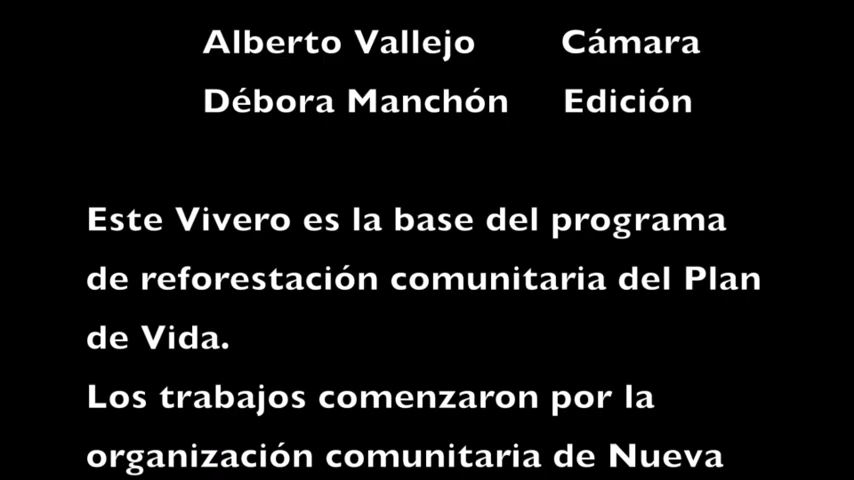 Alberto Vallejo Cámara
Débora Manchón Edición
Este Vivero es la base del programa
de reforestación comunitaria del Plan
de Vida.
Los trabajos comenzaron por la
organización comunitaria de Nueva